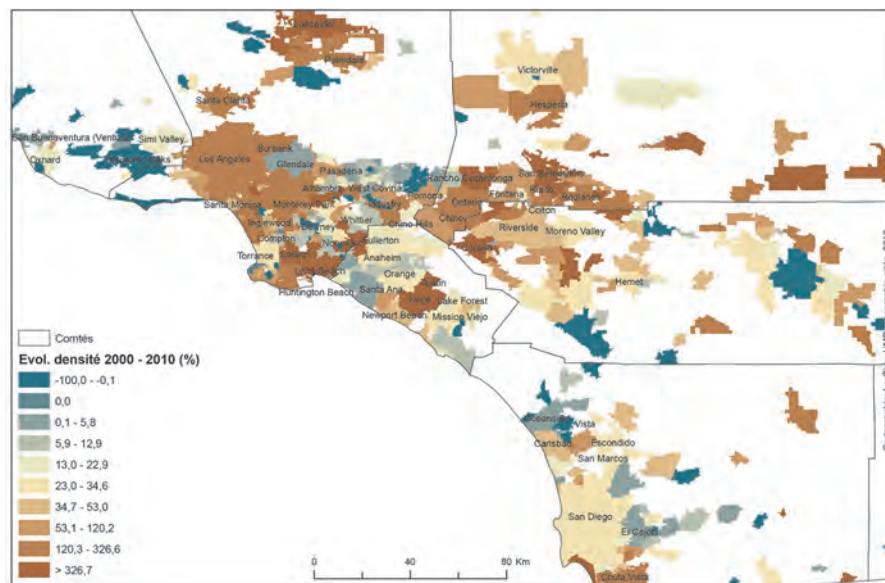 Lancaster
Palmdale
Victorville
Hesperia
Santa Clarita
San Buenaventura (Ventura)
Simi Valley
Oxnard
Thousand Oaks
Burbank
Los Angeles
Glendale
Pasadena
Rancho Cucamonga
San Bernardino
Alhambra
West Covina
Pomona
Ontario
Fontana
Rialto
Redlands
Santa Monica
Monterey Park
Industry
Chino
Colton
Inglewood
Downey
Whittier
Chino Hills
Riverside
Moreno Valley
Compton
Norwalk
Fullerton
Corona
Torrance
Carson
Anaheim
Long Beach
Orange
Hemet
Huntington Beach
Santa Ana
Tustin
Irvine
Lake Forest
Newport Beach
Mission Viejo
Oceanside
Vista
Carlsbad
Escondido
San Marcos
San Diego
El Cajon
Chula Vista
Comtés
Evol. densité 2000 - 2010 (%)
-100,0 - -0,1
0,0
0,1 - 5,8
5,9 - 12,9
13,0 - 22,9
23,0 - 34,6
34,7 - 53,0
53,1 - 120,2
120,3 - 326,6
> 326,7
0 40 80 Km